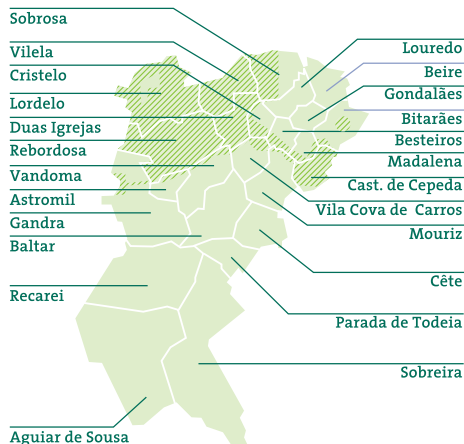 Sobrosa
Vilela
Cristelo
Lordelo
Duas Igrejas
Rebordosa
Vandoma
Astromil
Gandra
Baltar
Recarei
Aguiar de Sousa
Louredo
Beire
Gondalães
Bitarães
Besteiros
Madalena
Cast. de Cepeda
Vila Cova de Carros
Mouriz
Cête
Parada de Todeia
Sobreira